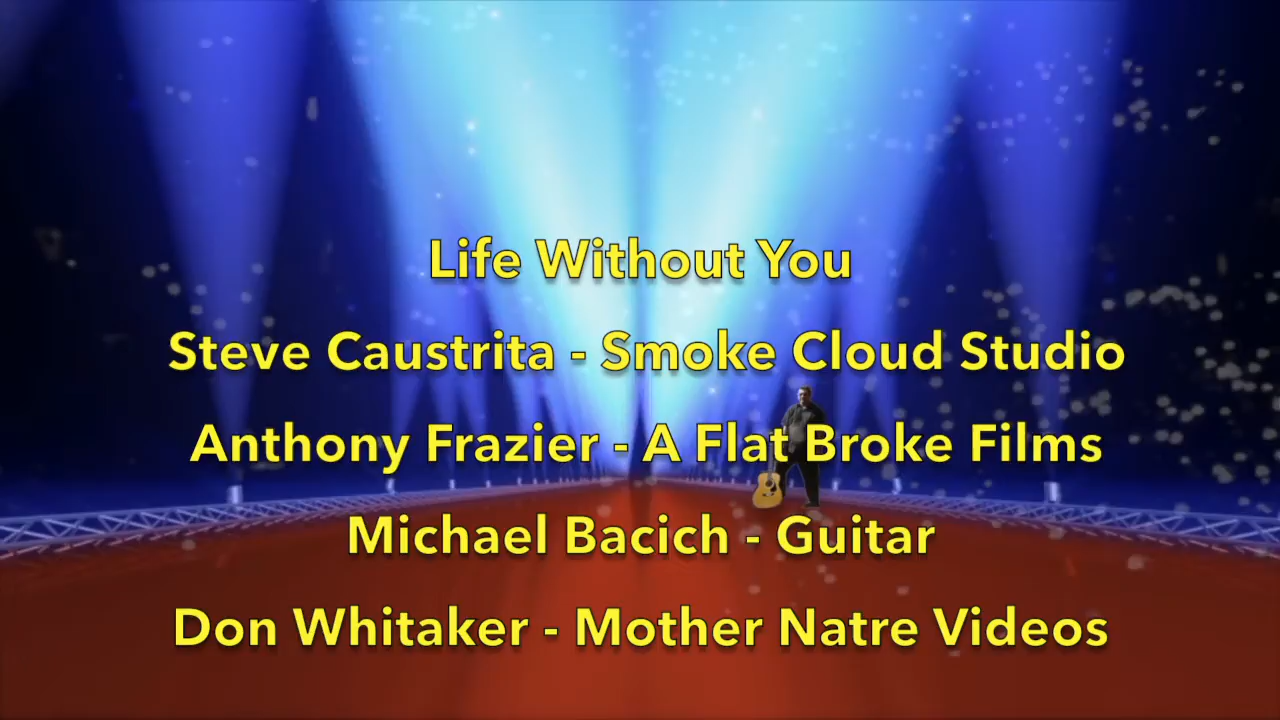 Life Without You
Steve Caustrita - Smoke Cloud Studio
Anthony Frazier - A Flat Broke Films
Michael Bacich - Guitar
Don Whitaker - Mother Natre Videos